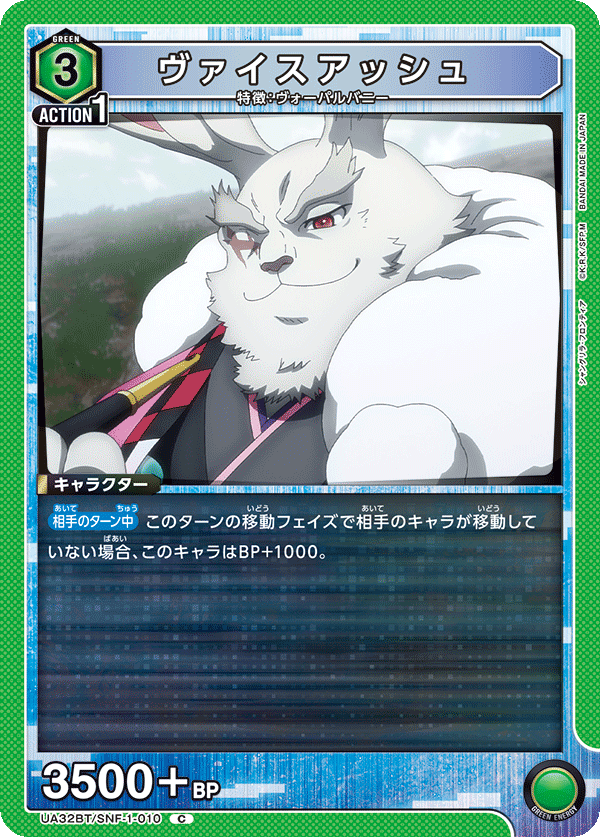 GREEN
3
ACTION 1
ヴァイスアッシュ
特徴:ヴォーパルバニー
©K.R.K/SFP.M BANDAI MADE IN JAPAN
シャングリラ・フロンティア
キャラクター
相手のターン中 このターンの移動フェイズで相手のキャラが移動して
いない場合、このキャラはBP+1000。
3500+BP
UA32BT/SNF-1-010 C
GREEN ENERGY